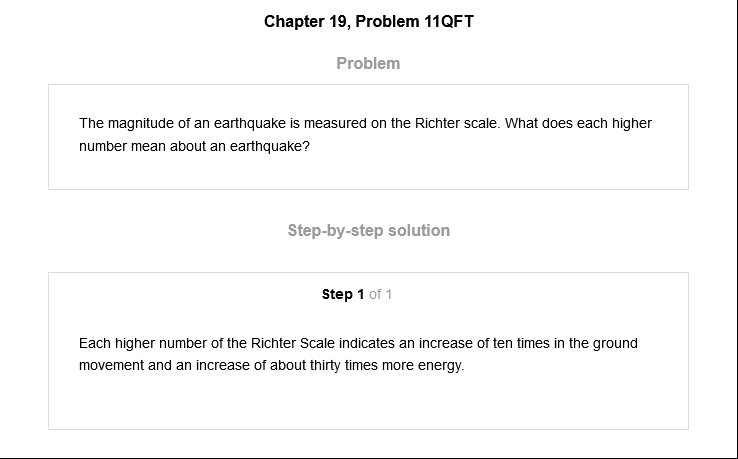 Chapter 19, Problem 11QFT
Problem
The magnitude of an earthquake is measured on the Richter scale. What does each higher
number mean about an earthquake?
Step-by-step solution
Step 1 of 1
Each higher number of the Richter Scale indicates an increase of ten times in the ground
movement and an increase of about thirty times more energy.